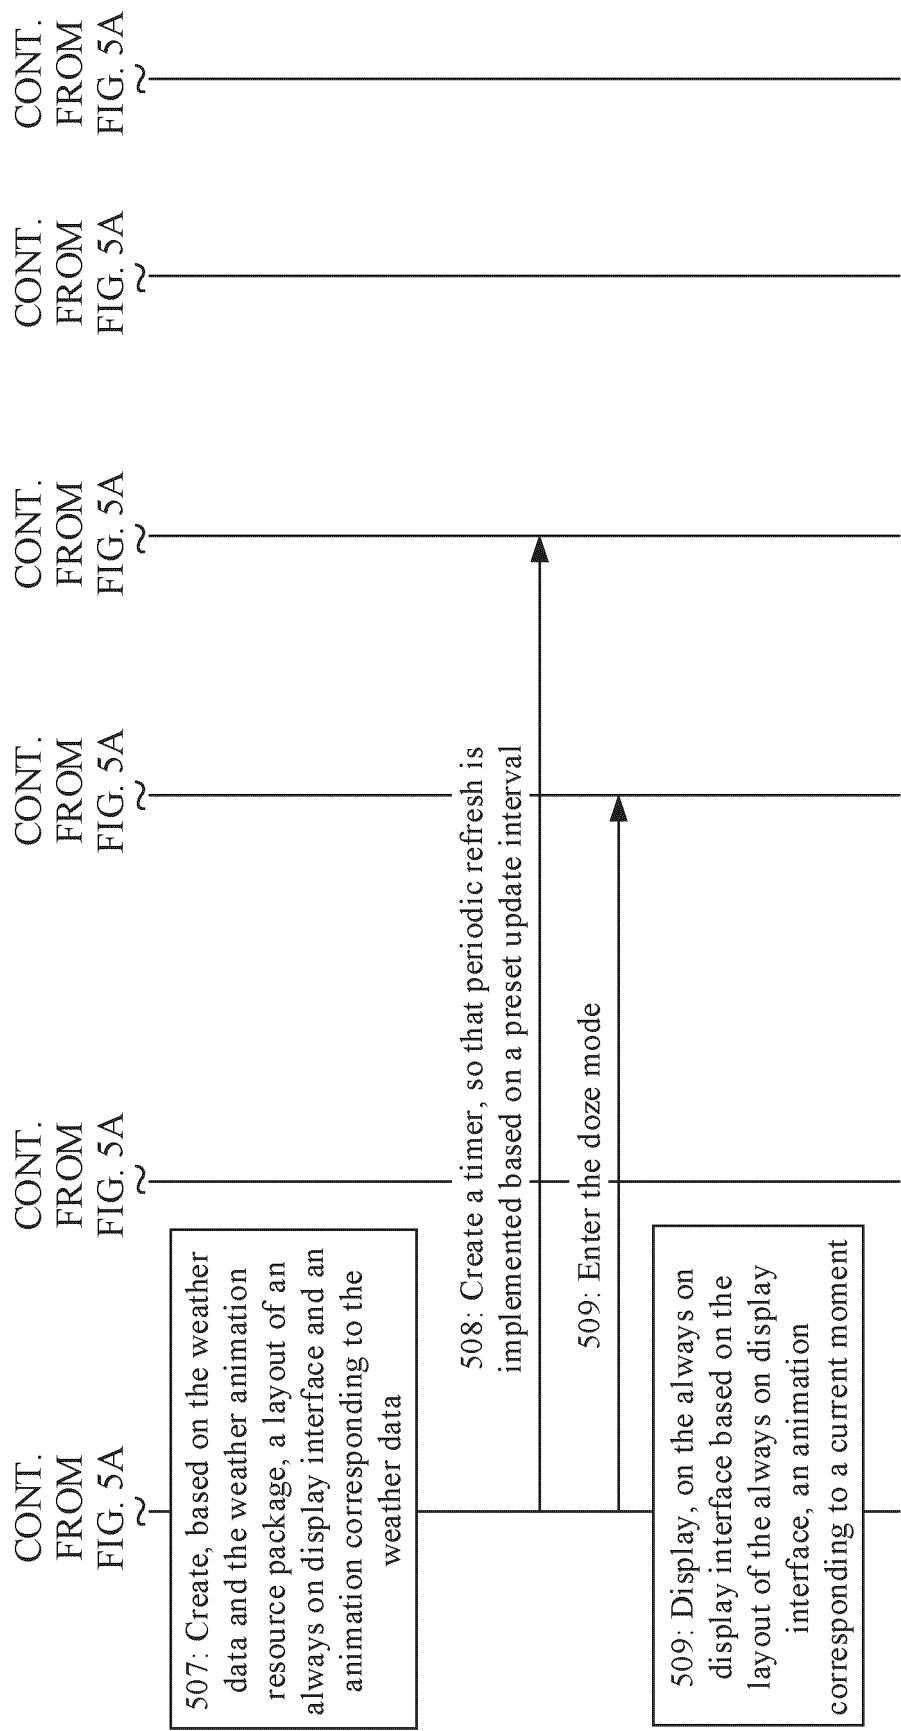 CONT.
FROM
FIG. 5A
CONT.
FROM
FIG. 5A
CONT.
FROM
FIG. 5A
CONT.
FROM
FIG. 5A
CONT.
FROM
FIG. 5A
CONT.
FROM
FIG. 5A
507: Create, based on the weather
data and the weather animation
resource package, a layout of an
always on display interface and an
animation corresponding to the
weather data
508: Create a timer, so that periodic refresh is
implemented based on a preset update interval
509: Enter the doze mode
509: Display, on the always on
display interface based on the
layout of the always on display
interface, an animation
corresponding to a current moment